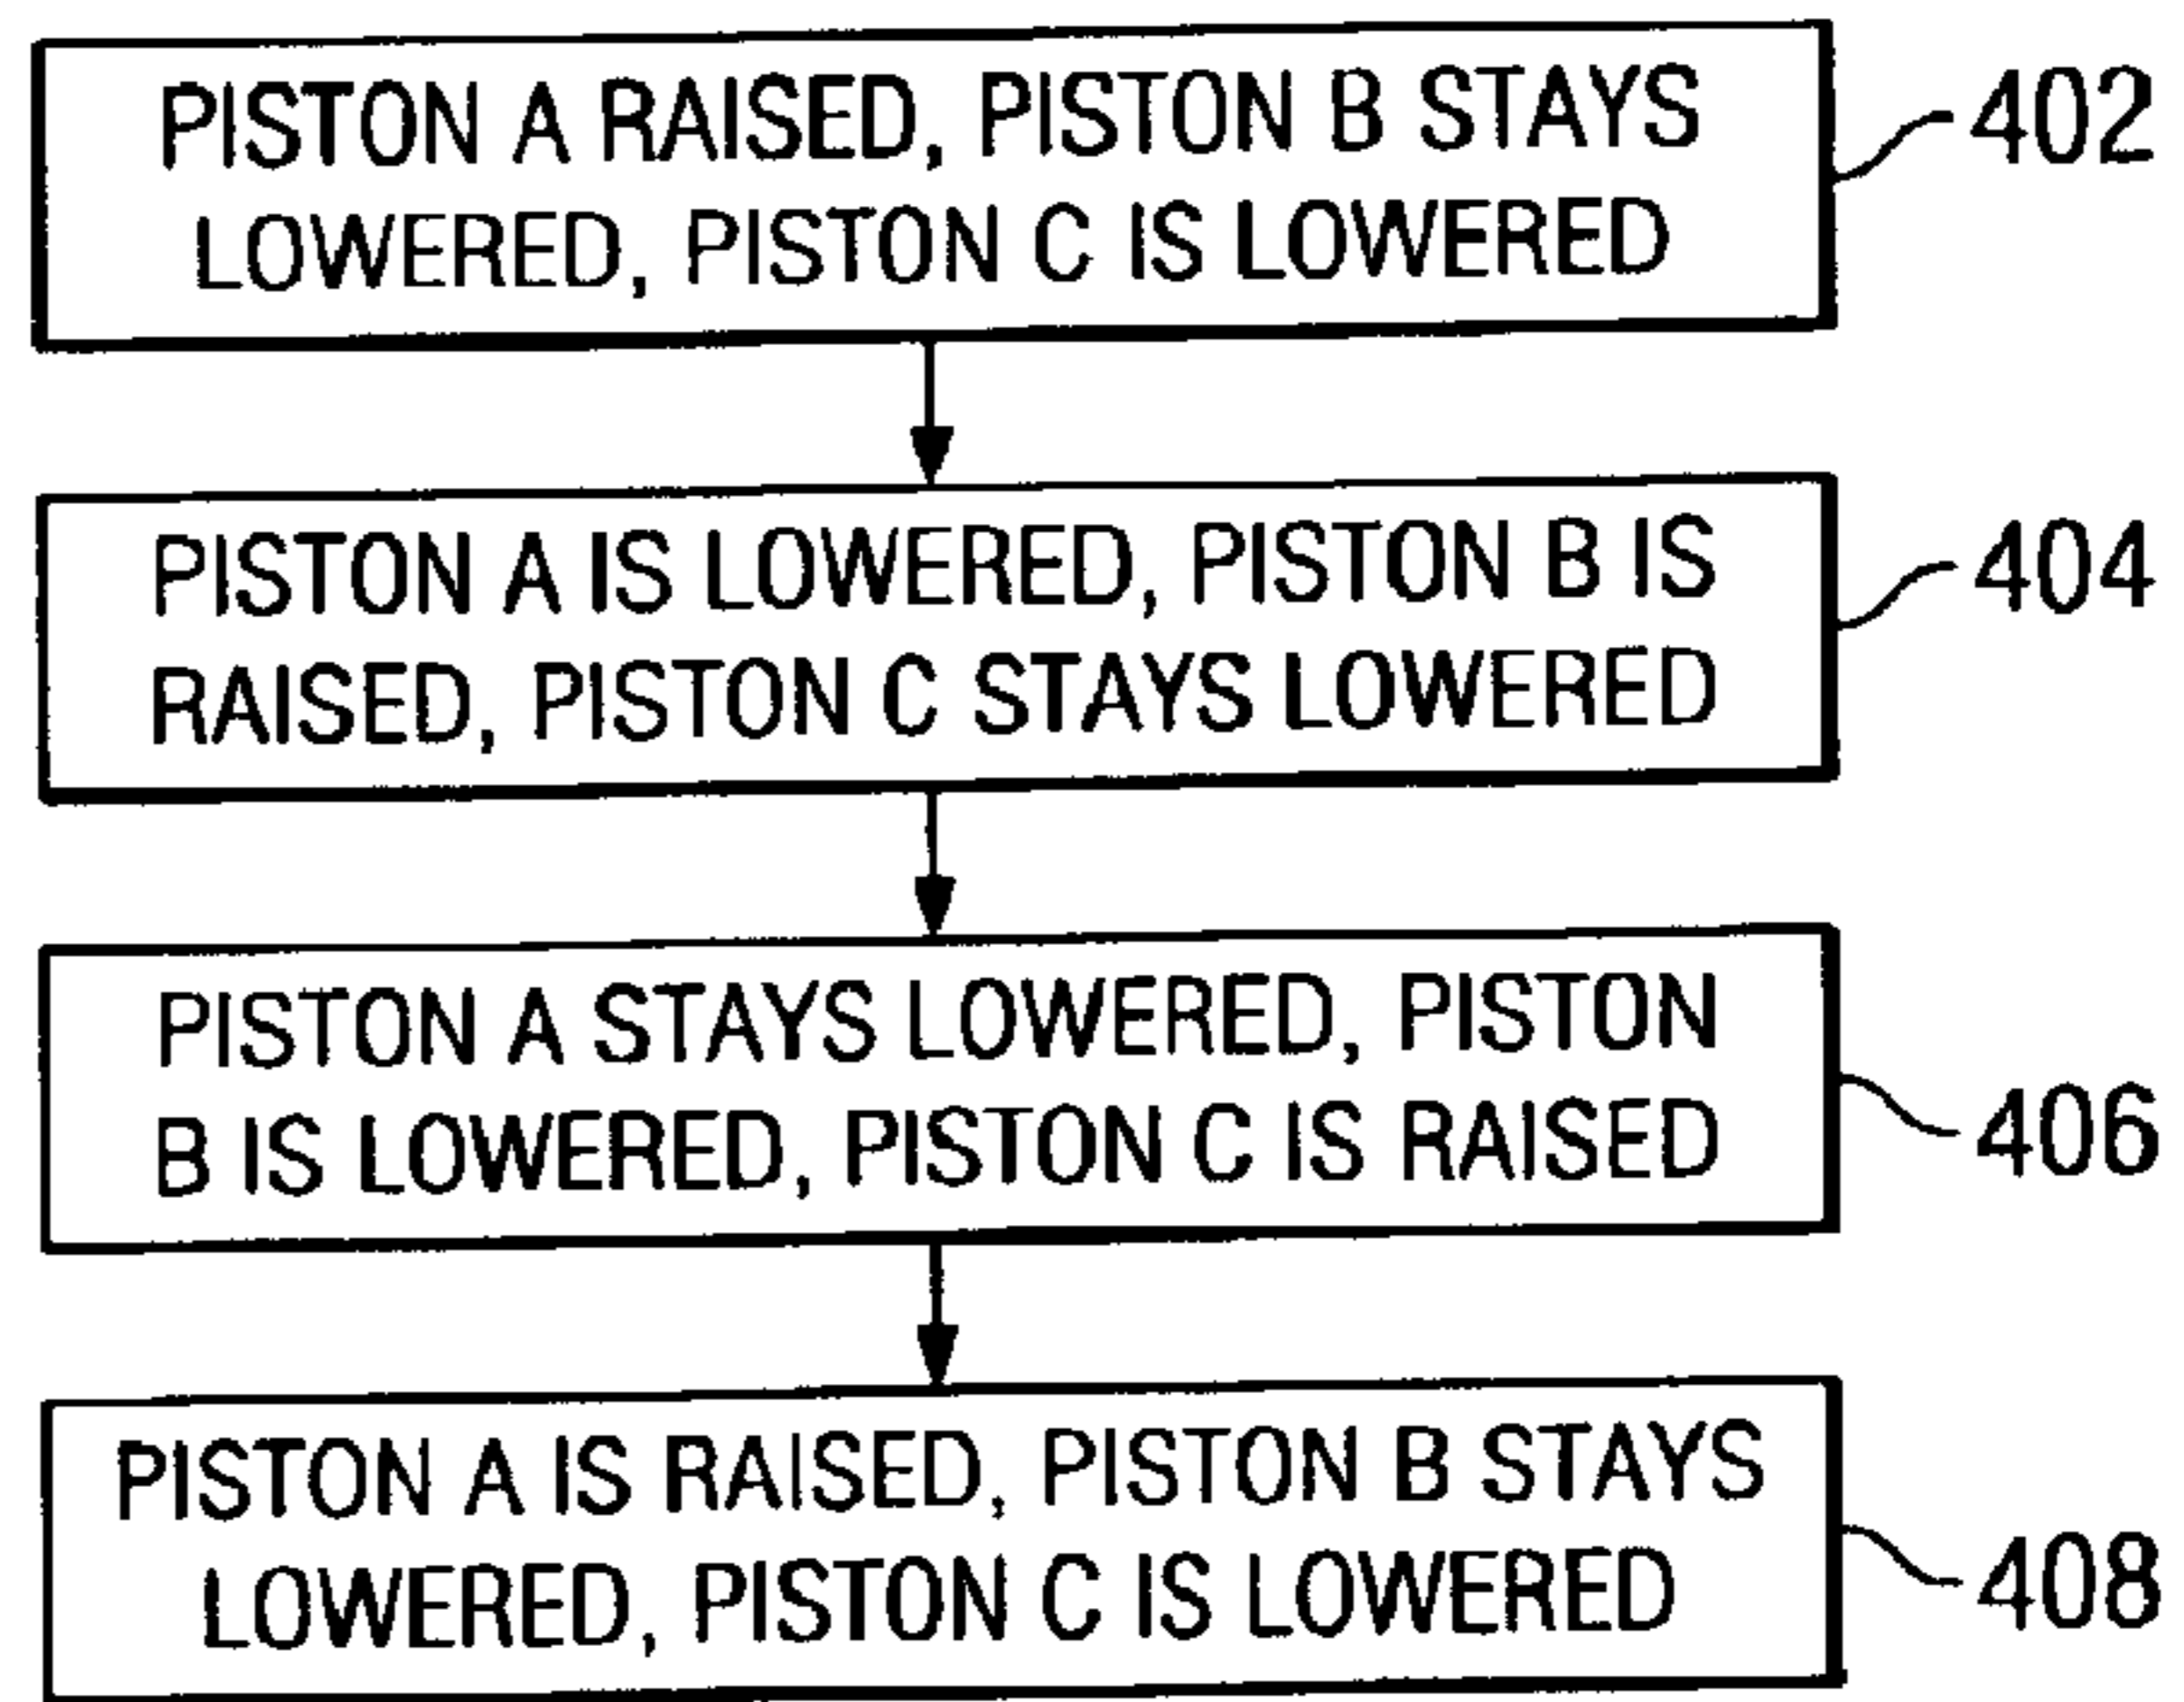 PISTON A RAISED, PISTON B STAYS
LOWERED, PISTON C IS LOWERED
402
PISTON A IS LOWERED, PISTON B IS
RAISED, PISTON C STAYS LOWERED
404
PISTON A STAYS LOWERED, PISTON
B IS LOWERED, PISTON C IS RAISED
406
PISTON A IS RAISED, PISTON B STAYS
LOWERED, PISTON C IS LOWERED
408